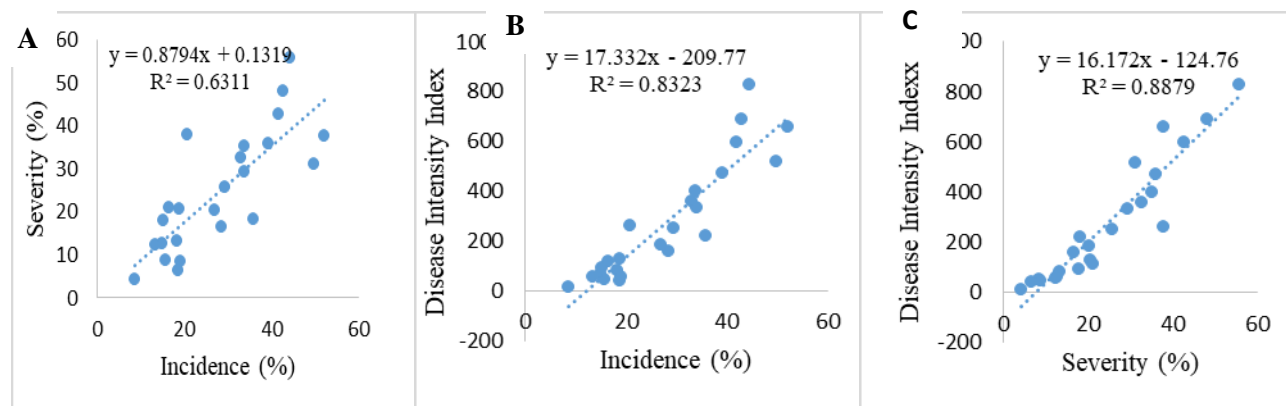 A
y = 0.8794x + 0.1319
R² = 0.6311
Severity (%)
60
50
40
30
20
10
0
0 20 40 60
Incidence (%)
B
y = 17.332x - 209.77
R² = 0.8323
Disease Intensity Index
800
600
400
200
0
-200
0 20 40 60
Incidence (%)
C
y = 16.172x - 124.76
R² = 0.8879
Disease Intensity Indexx
800
600
400
200
0
-200
0 20 40 60
Severity (%)